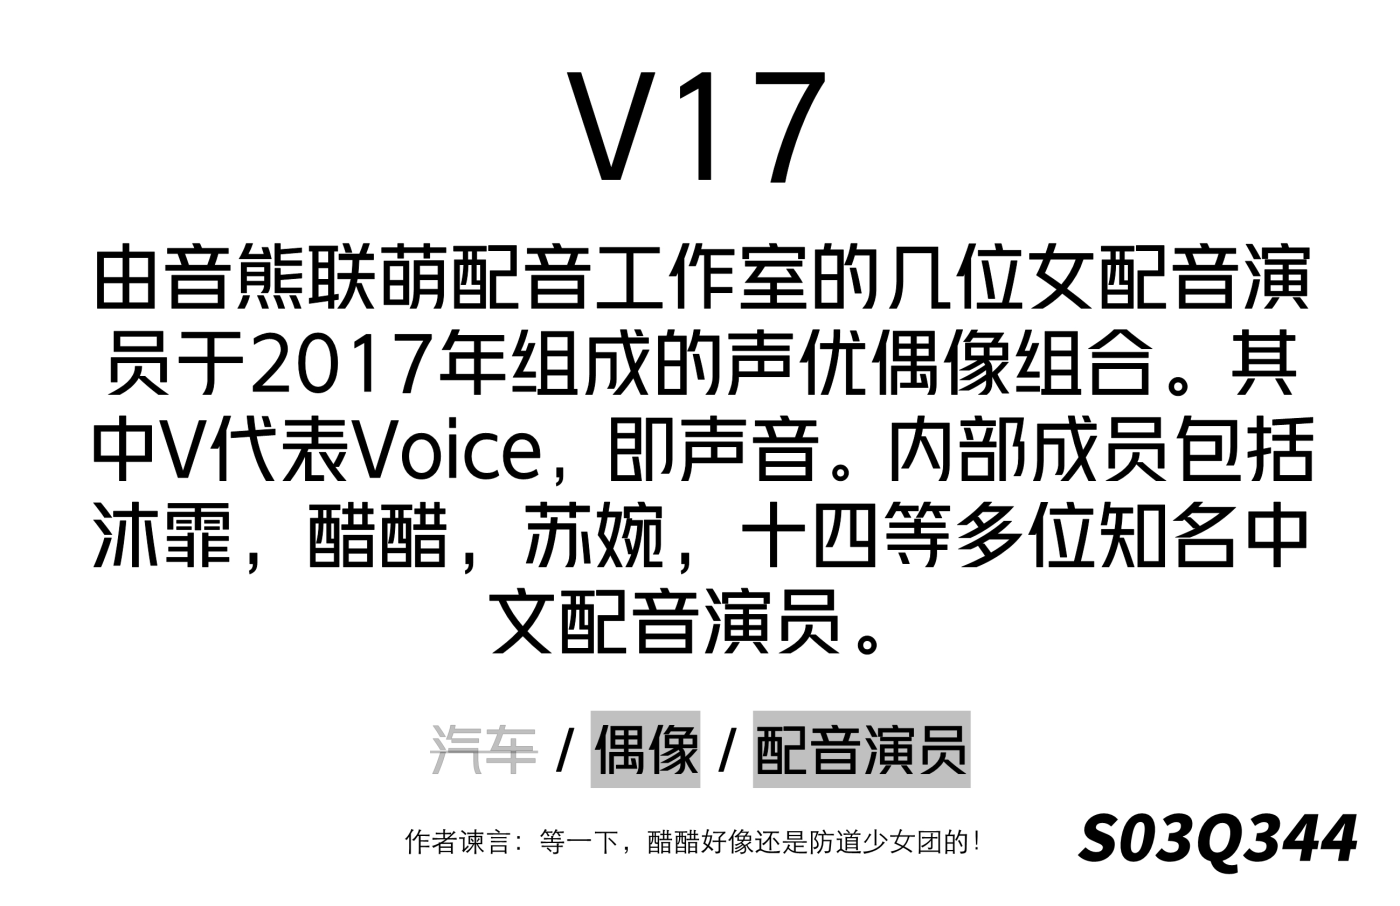 V17
由音熊联萌配音工作室的几位女配音演
员于2017年组成的声优偶像组合。其
中V代表Voice，即声音。内部成员包括
沐霏，醋醋，苏婉，十四等多位知名中
文配音演员。
汽车 / 偶像 / 配音演员
作者谏言：等一下，醋醋好像还是防道少女团的！
S03Q344